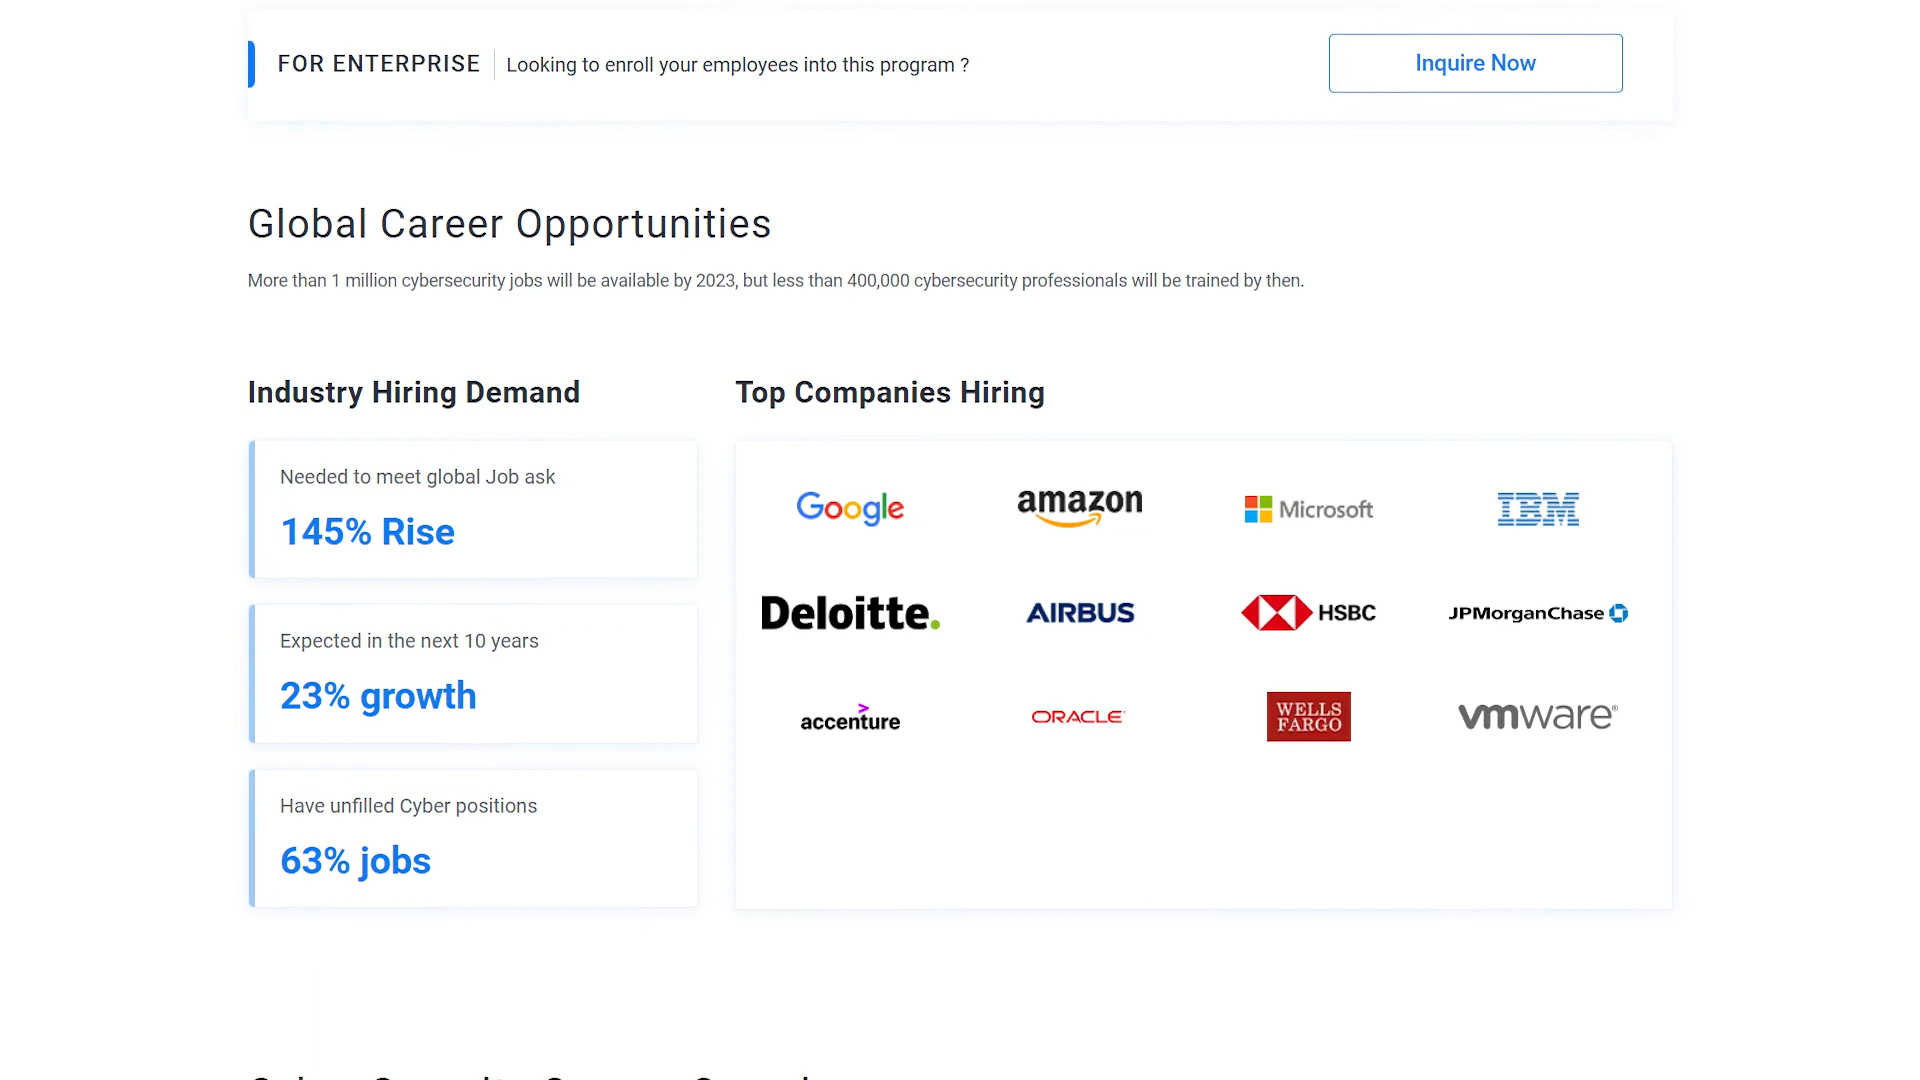 FOR ENTERPRISE
Looking to enroll your employees into this program ?
Inquire Now
Global Career Opportunities
More than 1 million cybersecurity jobs will be available by 2023, but less than 400,000 cybersecurity professionals will be trained by then.
Industry Hiring Demand
Needed to meet global Job ask
145% Rise
Expected in the next 10 years
23% growth
Have unfilled Cyber positions
63% jobs
Top Companies Hiring
Google
amazon
Microsoft
IBM
Deloitte.
AIRBUS
HSBC
JPMorganChase
accenture
ORACLE
WELLS
FARGO
vmware®